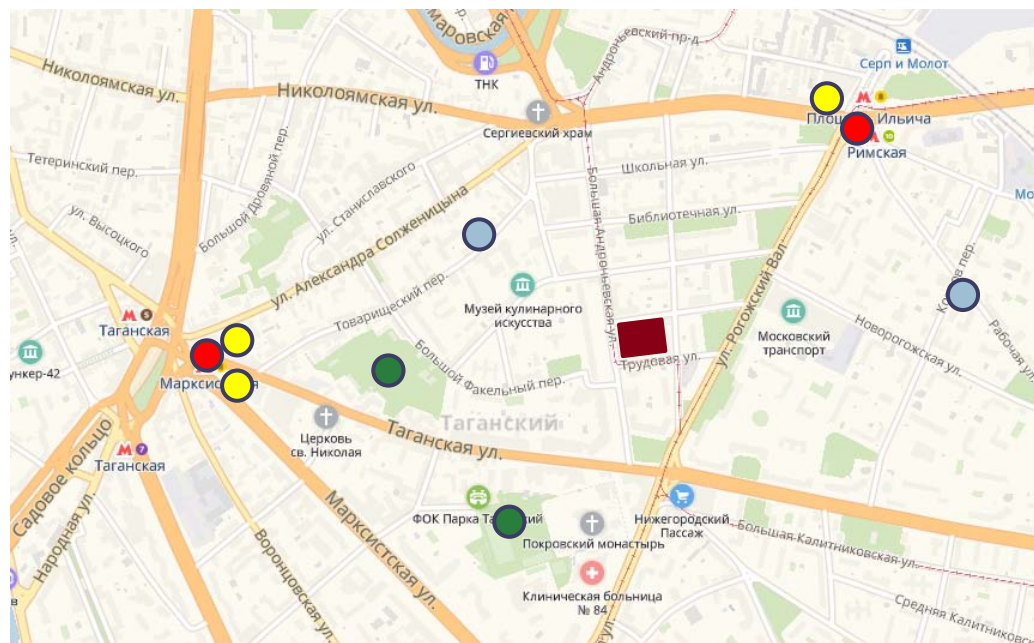 Андроньевский пр-д
Серп и Молот
ТНК
Николоямская ул.
Николоямская ул.
Сергиевский храм
Ильича
Римская
Школьная ул.
Тетеринский пер.
ул. Станиславского
Большой Дровяной пер.
ул. Высоцкого
Библиотечная ул.
Большая Андроньевская ул.
ул. Александра Солженицына
Товарищеский пер.
Музей кулинарного
искусства
ул. Рогожский Вал
Московский
транспорт
Новорогожская ул.
Рабочая ул.
Таганская
Трудовая ул.
Большой Факельный пер.
Таганский
Церковь
св. Николая
Таганская ул.
Таганская
Садовое кольцо
Народная ул.
Воронцовская ул.
Марксистская ул.
ФОК Парка
Покровский монастырь
Нижегородский
Пассаж
Большая Калитниковская ул.
Клиническая больница
№ 84
Средняя Калитниковская